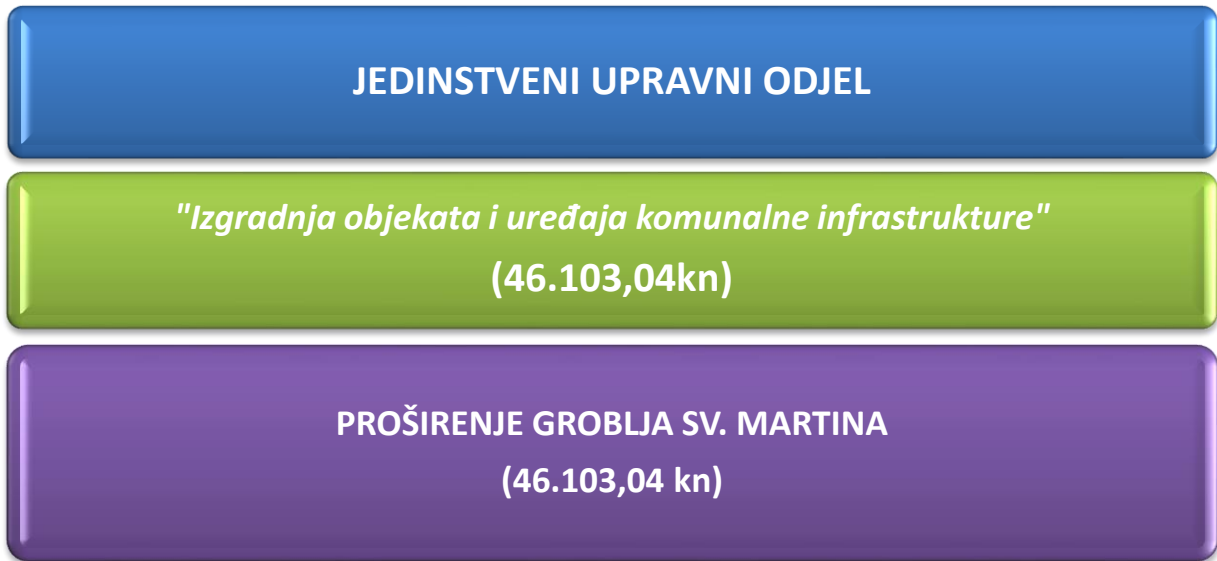 JEDINSTVENI UPRAVNI ODJEL
"Izgradnja objekata i uređaja komunalne infrastrukture"
(46.103,04kn)
PROŠIRENJE GROBLJA SV. MARTINA
(46.103,04 kn)